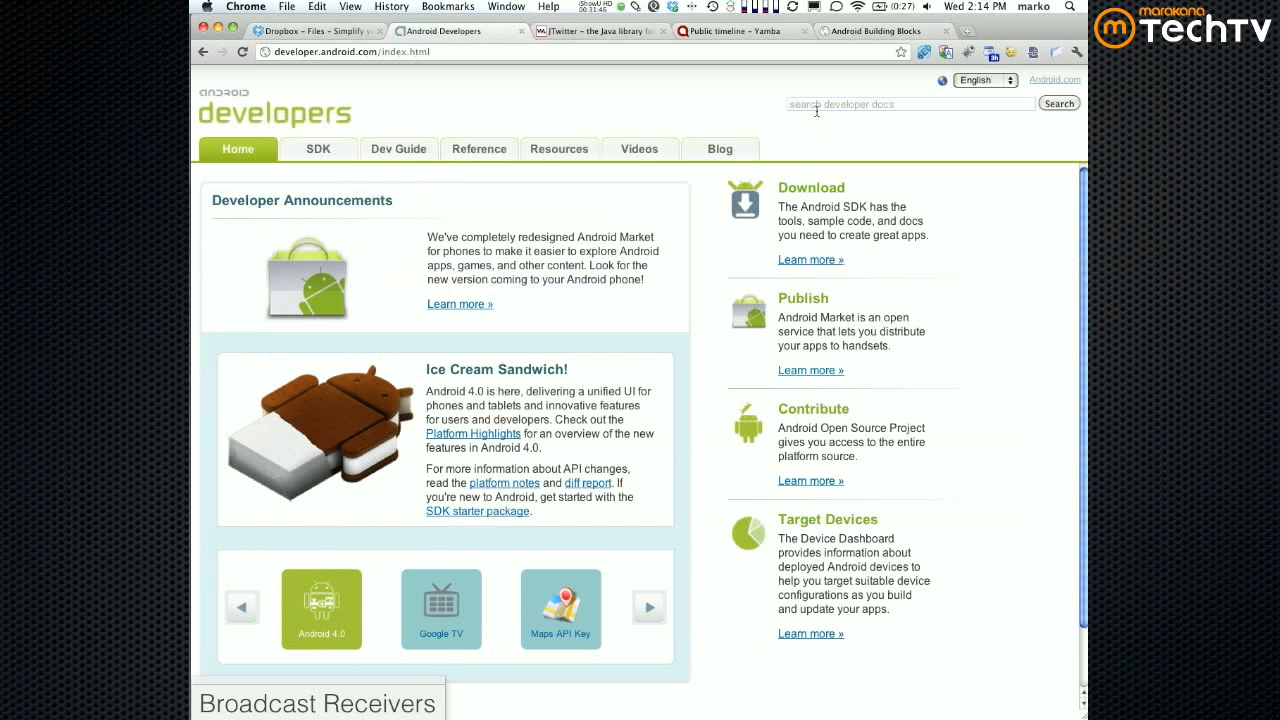 Chrome File Edit View History Bookmarks Window Help iShowU HD 00:31:46 (0:27) Wed 2:14 PM marko
marakana
TechTV
Dropbox – Files – Simplify yo
Android Developers
JTwitter – the Java library fo
Public timeline – Yamba
Android Building Blocks
developer.android.com/index.html
3h
English
Android.com
ANDROID
developers
search developer docs
Search
Home SDK Dev Guide Reference Resources Videos Blog
Developer Announcements
We've completely redesigned Android Market
for phones to make it easier to explore Android
apps, games, and other content. Look for the
new version coming to your Android phone!
Learn more »
Ice Cream Sandwich!
Android 4.0 is here, delivering a unified UI for
phones and tablets and innovative features
for users and developers. Check out the
Platform Highlights for an overview of the new
features in Android 4.0.
For more information about API changes,
read the platform notes and diff report. If
you're new to Android, get started with the
SDK starter package.
Android 4.0
Google TV
Maps API Key
Download
The Android SDK has the
tools, sample code, and docs
you need to create great apps.
Learn more »
Publish
Android Market is an open
service that lets you distribute
your apps to handsets.
Learn more »
Contribute
Android Open Source Project
gives you access to the entire
platform source.
Learn more »
Target Devices
The Device Dashboard
provides information about
deployed Android devices to
help you target suitable device
configurations as you build
and update your apps.
Learn more »
Broadcast Receivers